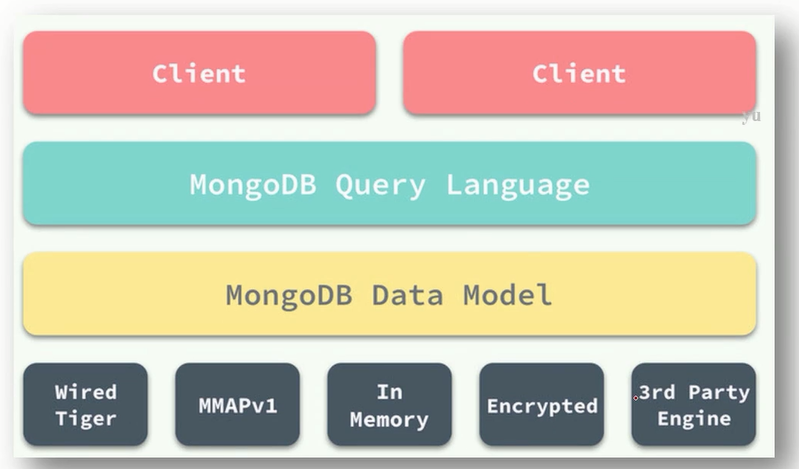 Client
Client
yu
MongoDB Query Language
MongoDB Data Model
Wired
Tiger
MMAPv1
In
Memory
Encrypted
3rd Party
Engine